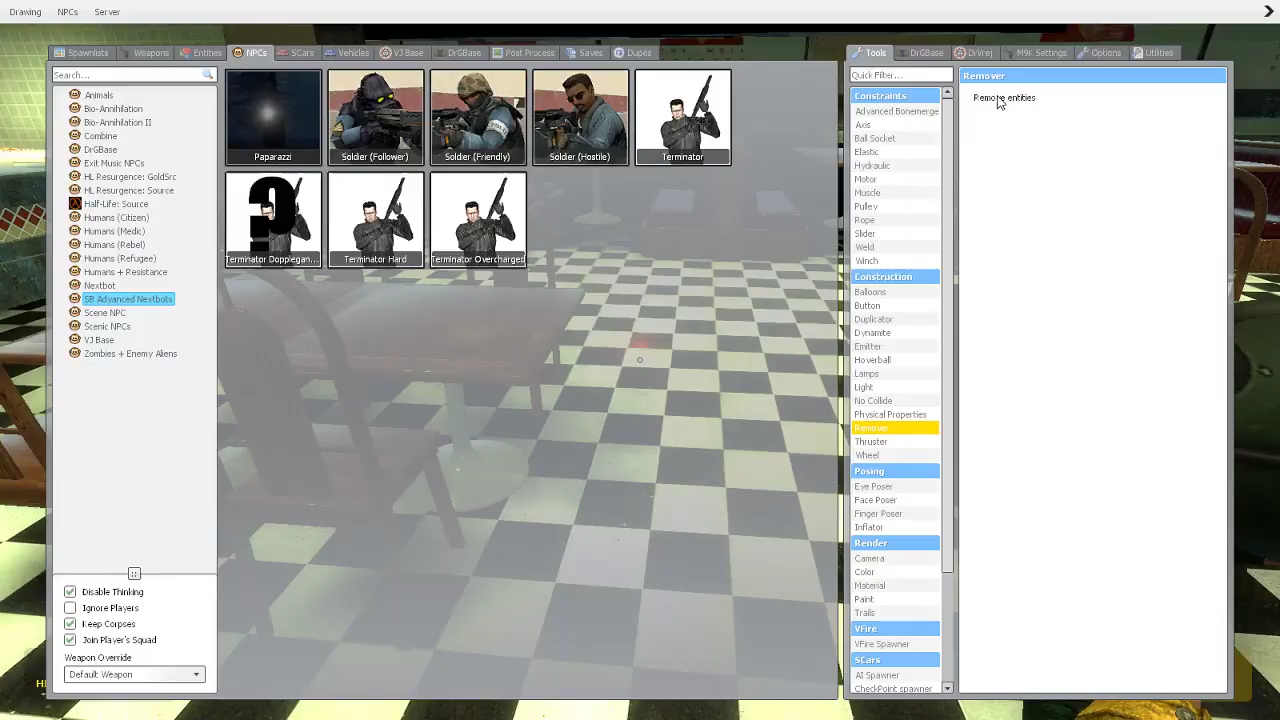 Drawing NPCs Server
Spawnlists Weapons Entities NPCs SCars Vehicles VJ Base DrGBase Post Process Saves Dupes
Tools DrGBase DrVrej M9K Settings Options Utilities
Search...
Animals
Bio-Annihilation
Bio-Annihilation II
Combine
DrGBase
Exit Music NPCs
HL Resurgence: GoldSrc
HL Resurgence: Source
Half-Life: Source
Humans (Citizen)
Humans (Medic)
Humans (Rebel)
Humans (Refugee)
Humans + Resistance
Nextbot
SB Advanced Nextbots
Scene NPC
Scenic NPCs
VJ Base
Zombies + Enemy Aliens
Disable Thinking
Ignore Players
Keep Corpses
Join Player's Squad
Weapon Override
Default Weapon
Paparazzi
Soldier (Follower)
POLI
Soldier (Friendly)
Soldier (Hostile)
Terminator
Terminator Dopplegan...
Terminator Hard
Terminator Overcharged
Quick Filter...
Constraints
Advanced Bonemerge
Axis
Ball Socket
Elastic
Hydraulic
Motor
Muscle
Pulley
Rope
Slider
Weld
Winch
Construction
Balloons
Button
Duplicator
Dynamite
Emitter
Hoverball
Lamps
Light
No Collide
Physical Properties
Remover
Thruster
Wheel
Posing
Eye Poser
Face Poser
Finger Poser
Inflator
Render
Camera
Color
Material
Paint
Trails
VFire
VFire Spawner
SCars
AI Spawner
CheckPoint spawner
Remover
Remove entities